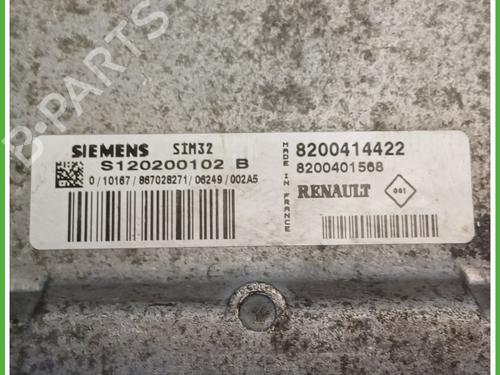 B-PARTS
SIEMENS SIM32
S120200102 B
0/10167/867028271/06249/002A5
MADE IN FRANCE
8200414422
8200401568
RENAULT
001